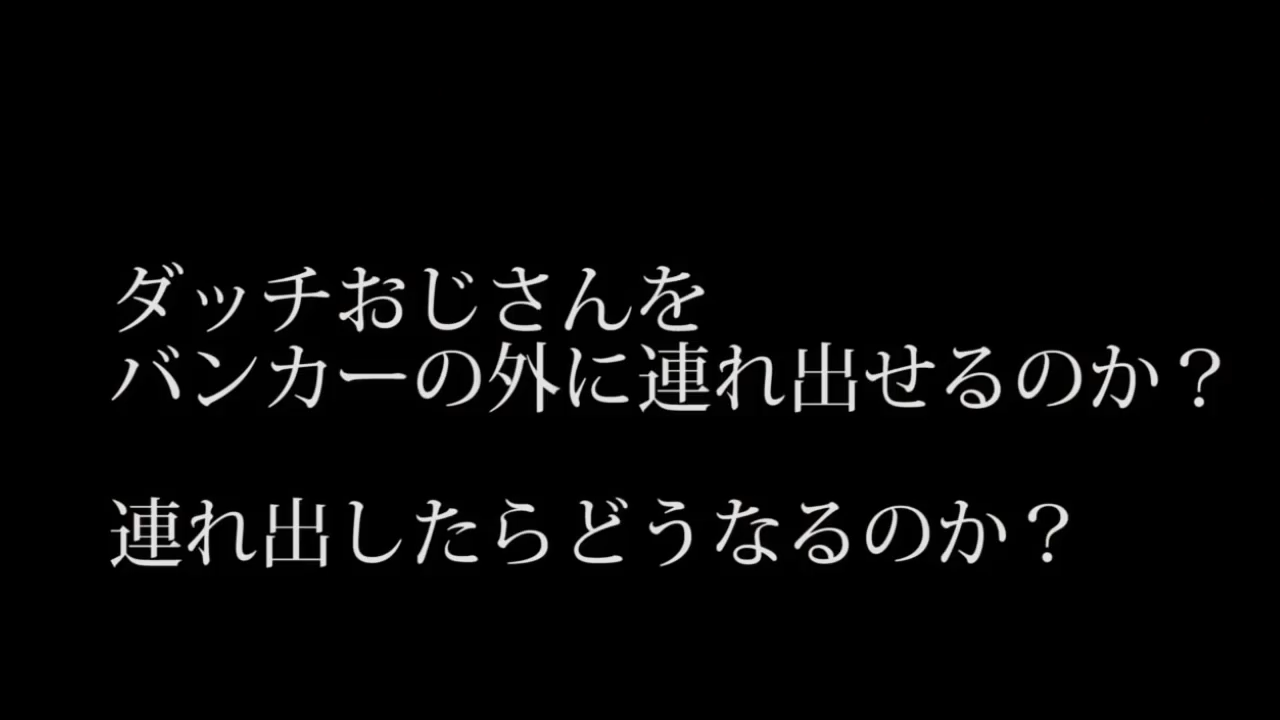 ダッチおじさんを
バンカーの外に連れ出せるのか？
連れ出したらどうなるのか？